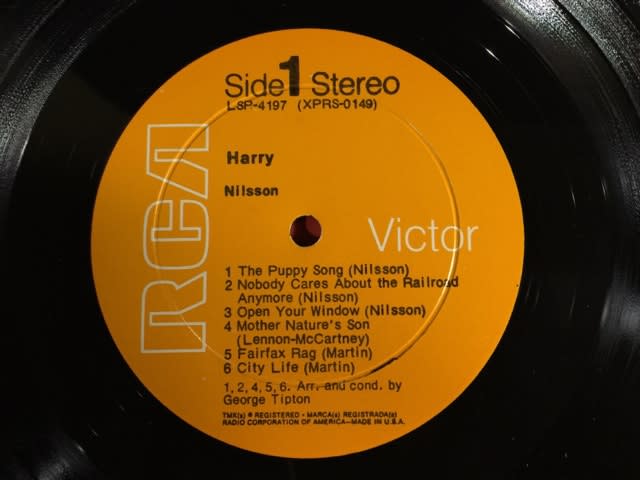 Side 1 Stereo
LSP-4197 (XPRS-0149)
Harry
Nilsson
RCA
Victor
1 The Puppy Song (Nilsson)
2 Nobody Cares About the Railroad
Anymore (Nilsson)
3 Open Your Window (Nilsson)
4 Mother Nature's Son
(Lennon-McCartney)
5 Fairfax Rag (Martin)
6 City Life (Martin)
1, 2, 4, 5, 6. Arr. and cond. by
George Tipton
TMK(s) ® REGISTERED - MARCA(s) REGISTRADA(s)
RADIO CORPORATION OF AMERICA—MADE IN U.S.A.